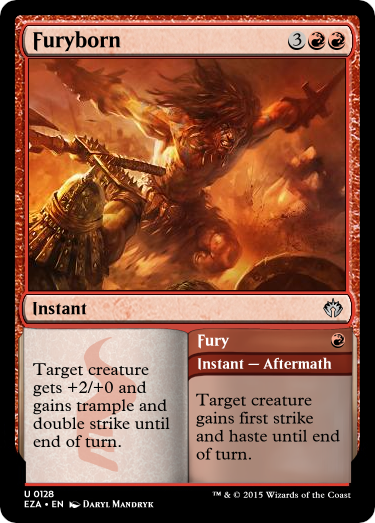 Furyborn 3
Instant
Target creature
gets +2/+0 and
gains trample and
double strike until
end of turn.
Fury
Instant — Aftermath
Target creature
gains first strike
and haste until end
of turn.
U 0128
EZA • EN DARYL MANDRYK
™ & © 2015 Wizards of the Coast